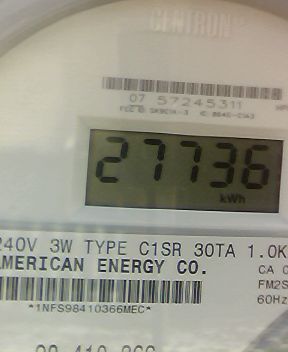 CENTRON
07 57245311
27736
kWh
240V 3W TYPE C1SR 30TA 1.0K
AMERICAN ENERGY CO.
CA
FM2S
60Hz
*1NFS98410366MEC*